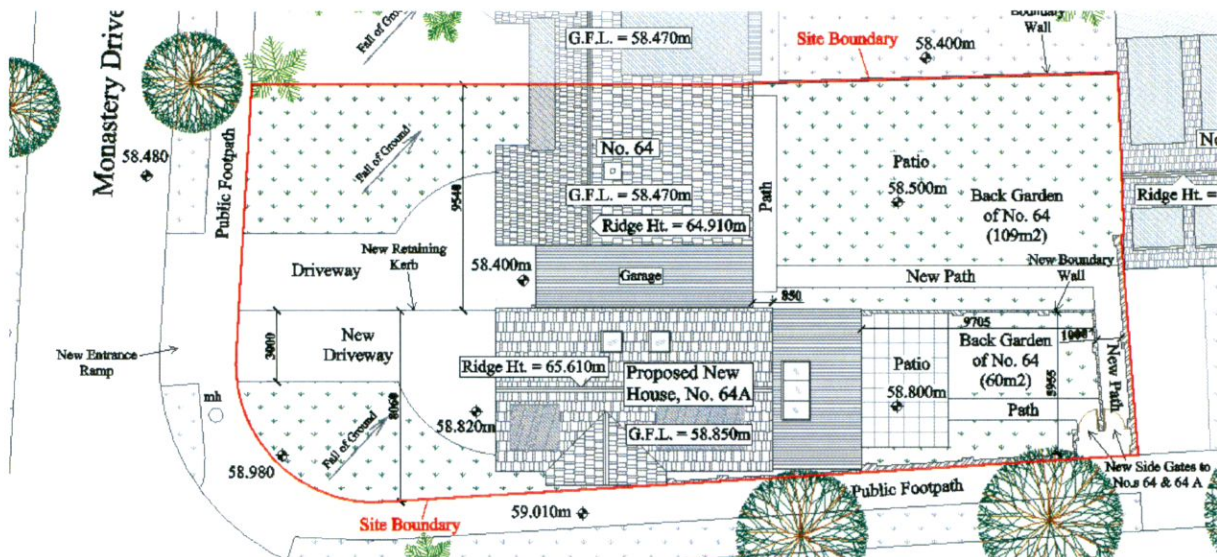 Monastery Drive
58.480
Public Footpath
Fall of Ground
G.F.L. = 58.470m
Site Boundary
58.400m
Boundary
Wall
Fall of Ground
9540
No. 64
G.F.L. = 58.470m
Ridge Ht. = 64.910m
Path
Patio
58.500m
Back Garden
of No. 64
(109m2)
No
Ridge Ht. =
New Retaining
Kerb
Driveway
58.400m
Garage
New Path
New Boundary
Wall
850
New Entrance
Ramp
3000
New
Driveway
8060
Ridge Ht. = 65.610m
Proposed New
House, No. 64A
G.F.L. = 58.850m
9705
1000
Patio
58.800m
Back Garden
of No. 64
(60m2)
5955
New Path
Path
mh
58.820m
Fall of Ground
58.980
Site Boundary
59.010m
Public Footpath
New Side Gates to
No.s 64 & 64 A